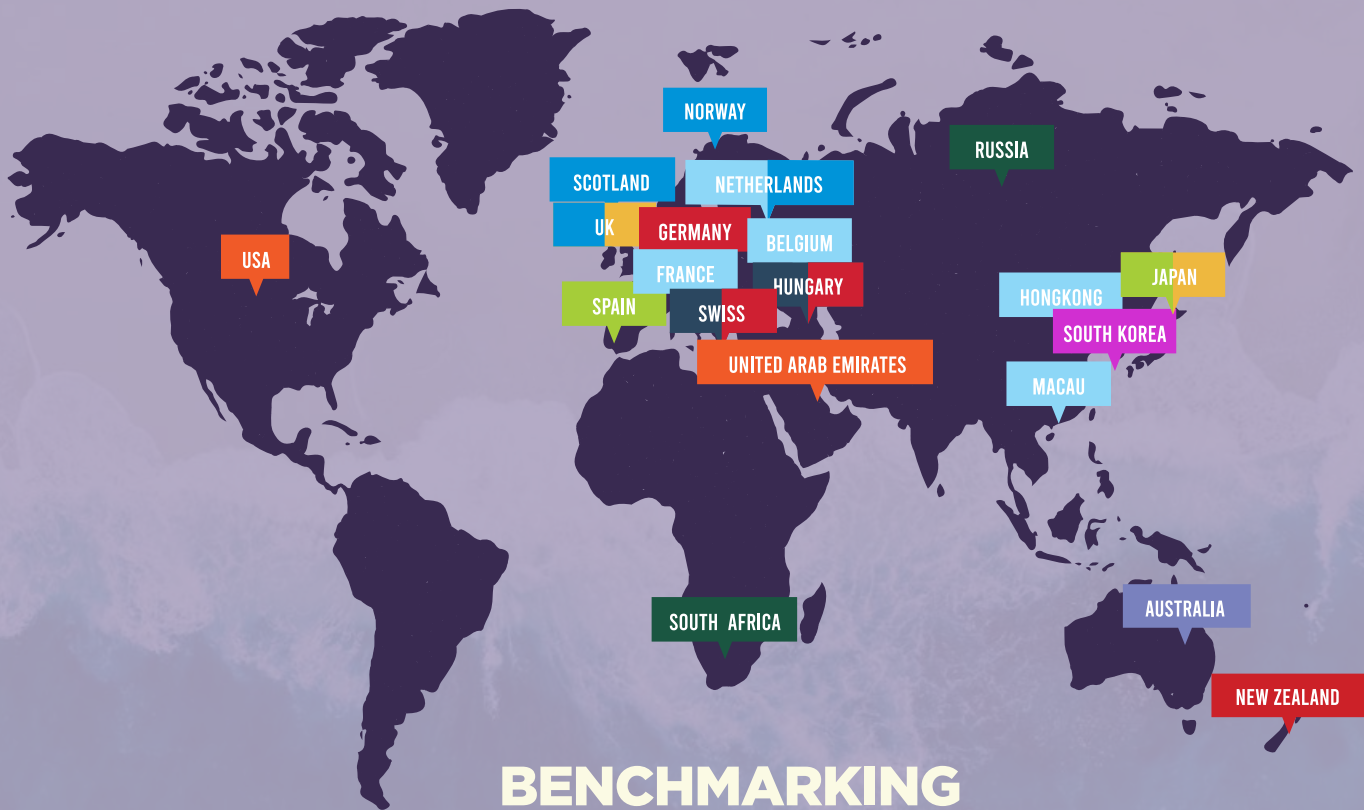 NORWAY
RUSSIA
SCOTLAND
NETHERLANDS
UK
GERMANY
BELGIUM
USA
FRANCE
HUNGARY
JAPAN
SPAIN
SWISS
HONGKONG
SOUTH KOREA
UNITED ARAB EMIRATES
MACAU
SOUTH AFRICA
AUSTRALIA
NEW ZEALAND
BENCHMARKING